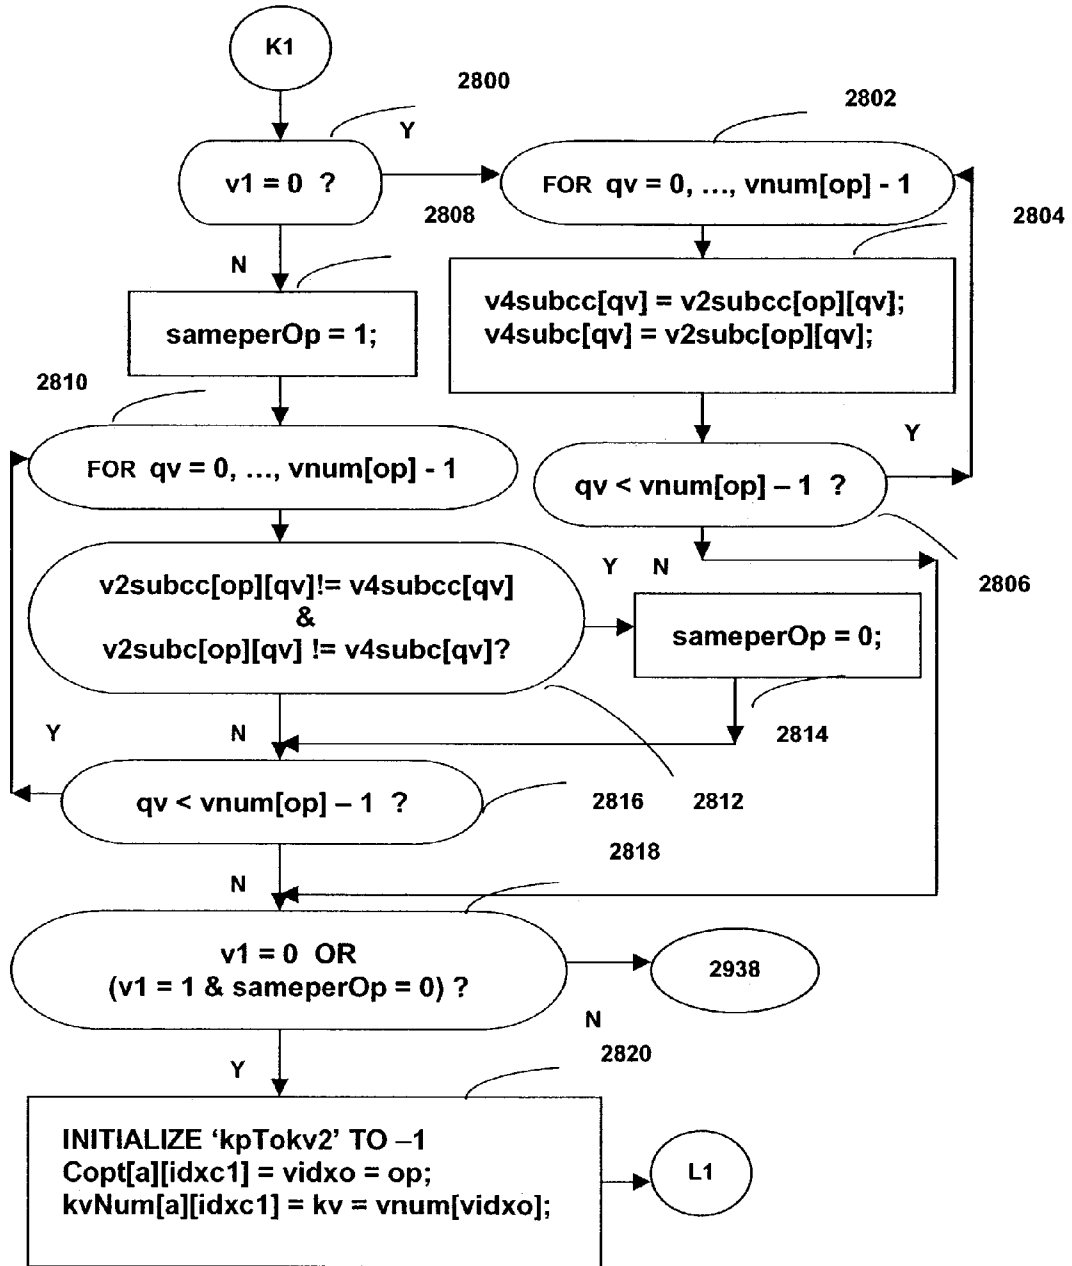 K1
2800
2802
Y
v1 = 0 ?
FOR qv = 0, ..., vnum[op] - 1
2808
2804
N
v4subcc[qv] = v2subcc[op][qv];
v4subc[qv] = v2subc[op][qv];
sameperOp = 1;
2810
Y
FOR qv = 0, ..., vnum[op] - 1
qv < vnum[op] – 1 ?
Y N
2806
v2subcc[op][qv]!= v4subcc[qv]
&
v2subc[op][qv] != v4subc[qv]?
sameperOp = 0;
Y
N
2814
qv < vnum[op] – 1 ?
2816
2812
2818
N
v1 = 0 OR
(v1 = 1 & sameperOp = 0) ?
2938
N
2820
Y
INITIALIZE ‘kpTokv2’ TO –1
Copt[a][idxc1] = vidxo = op;
kvNum[a][idxc1] = kv = vnum[vidxo];
L1